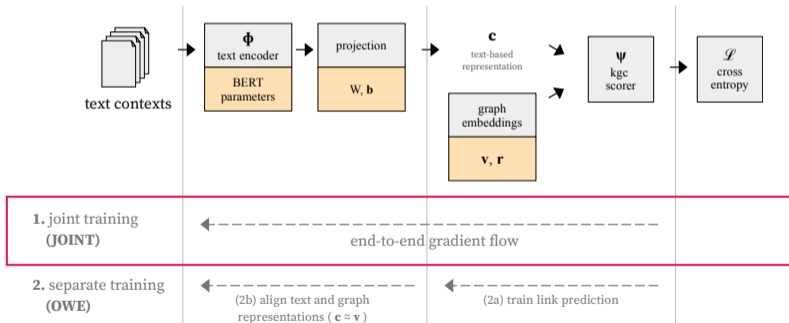 text contexts
Φ
text encoder
BERT
parameters
projection
W, b
c
text-based
representation
graph
embeddings
v, r
ψ
kgc
scorer
ℒ
cross
entropy
1. joint training
(JOINT)
end-to-end gradient flow
2. separate training
(OWE)
(2b) align text and graph
representations ( c ≈ v )
(2a) train link prediction